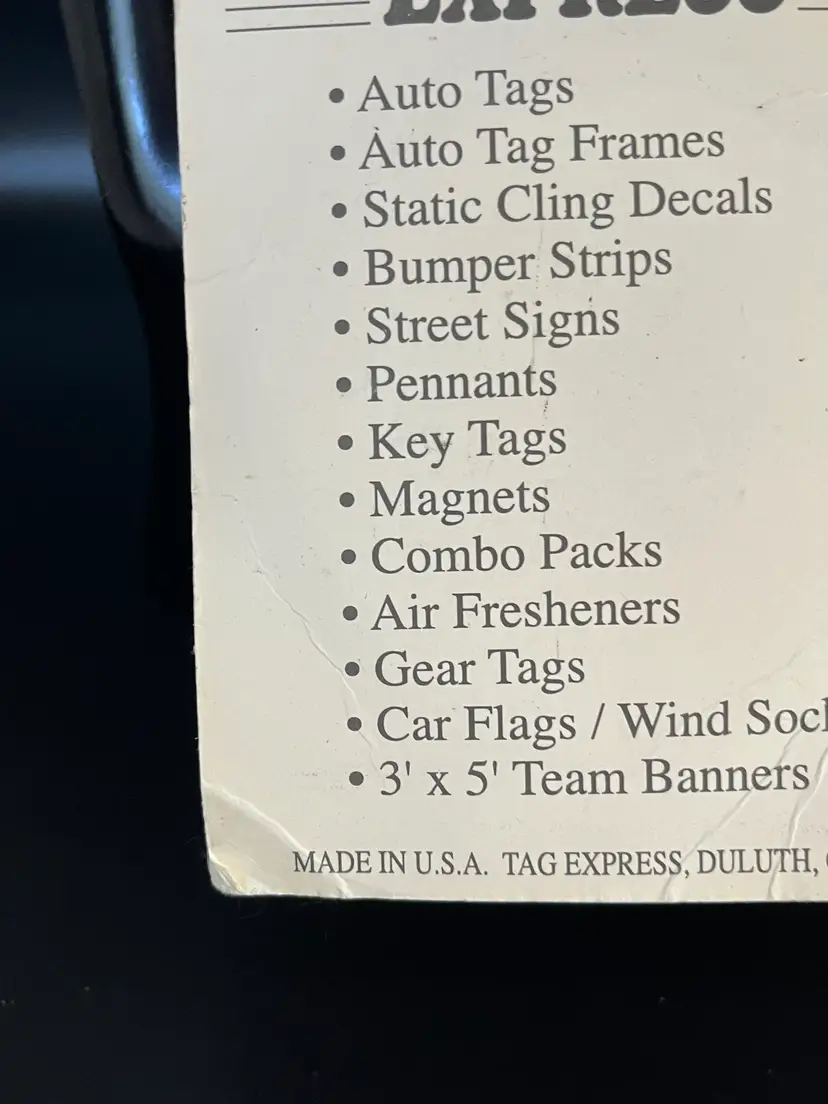 EXPRESS
• Auto Tags
• Auto Tag Frames
• Static Cling Decals
• Bumper Strips
• Street Signs
• Pennants
• Key Tags
• Magnets
• Combo Packs
• Air Fresheners
• Gear Tags
• Car Flags / Wind
• 3' x 5' Team Banners
MADE IN U.S.A. TAG EXPRESS, DULUTH,